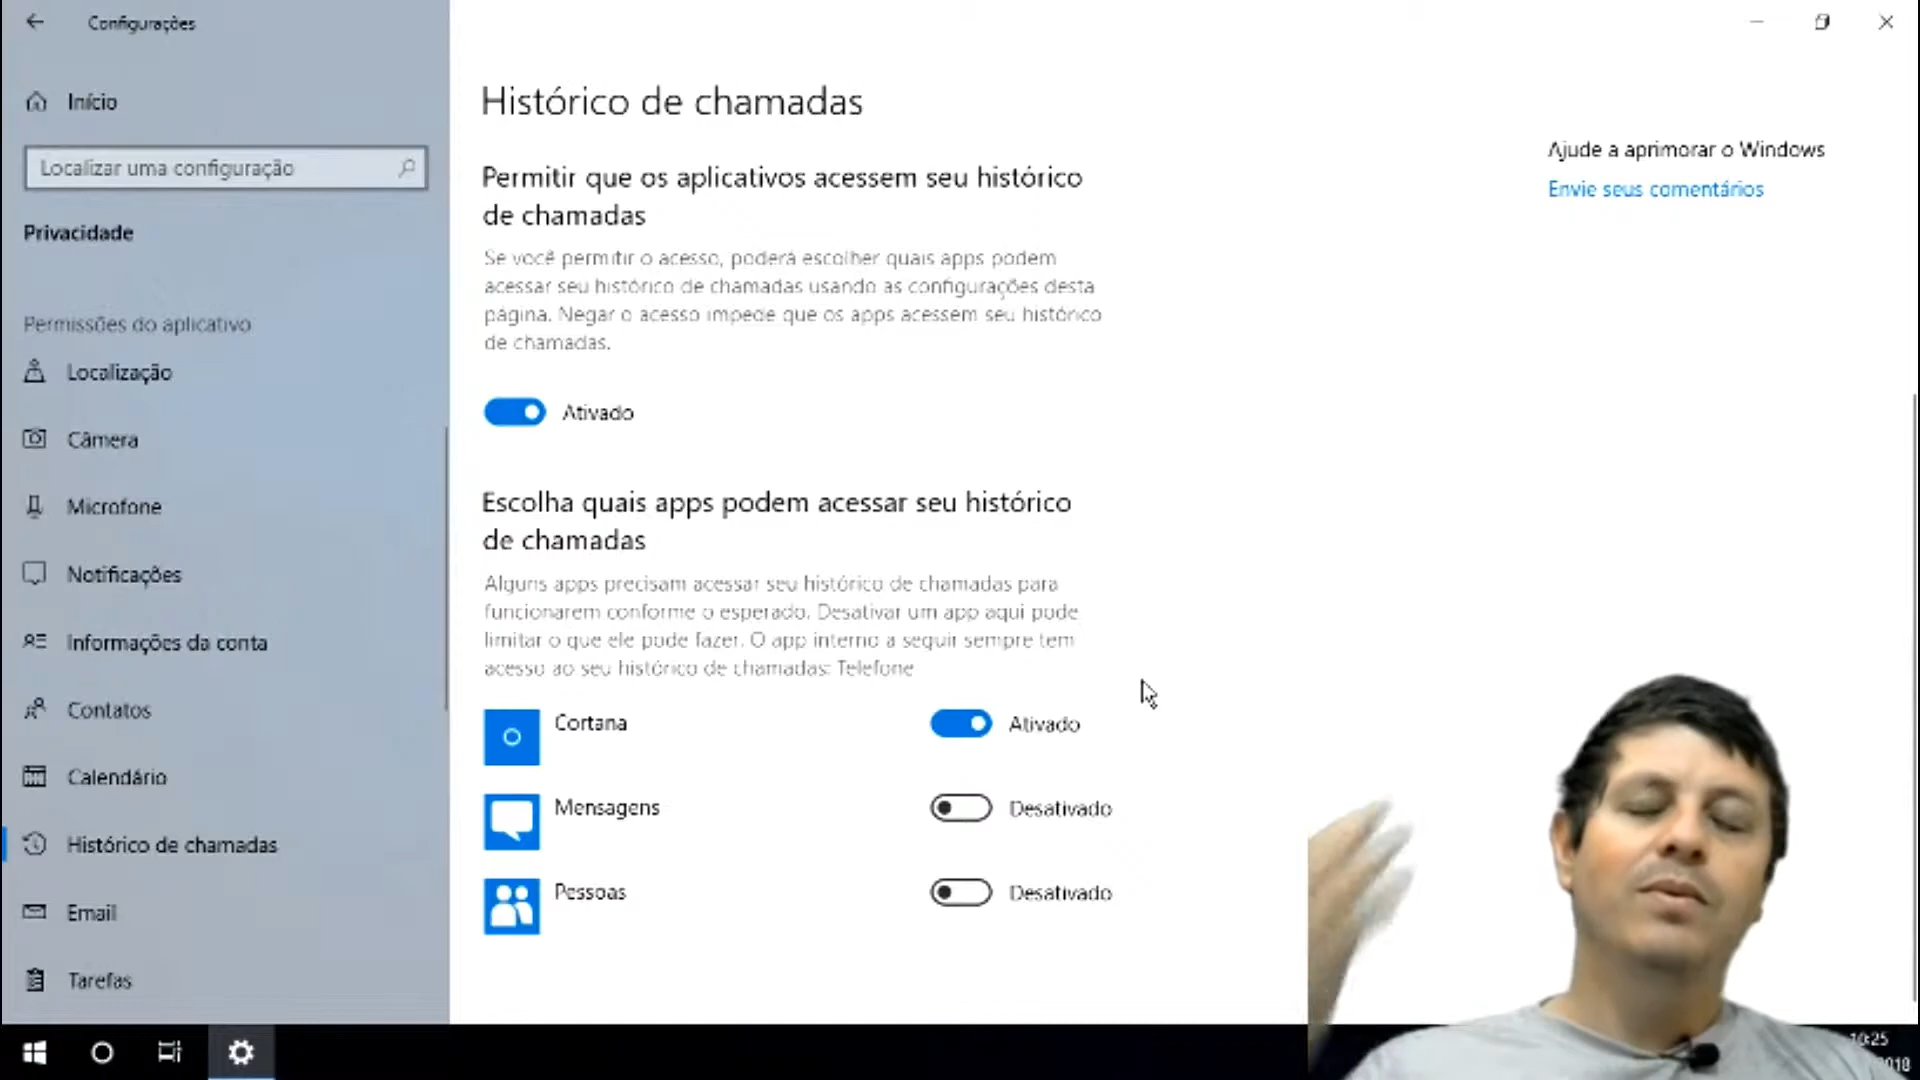 Configurações
Início
Localizar uma configuração
Privacidade
Permissões do aplicativo
Localização
Câmera
Microfone
Notificações
Informações da conta
Contatos
Calendário
Histórico de chamadas
Email
Tarefas
Histórico de chamadas
Permitir que os aplicativos acessem seu histórico
de chamadas
Se você permitir o acesso, poderá escolher quais apps podem
acessar seu histórico de chamadas usando as configurações desta
página. Negar o acesso impede que os apps acessem seu histórico
de chamadas.
Ativado
Escolha quais apps podem acessar seu histórico
de chamadas
Alguns apps precisam acessar seu histórico de chamadas para
funcionarem conforme o esperado. Desativar um app aqui pode
limitar o que ele pode fazer. O app interno a seguir sempre tem
acesso ao seu histórico de chamadas: Telefone
Cortana
Ativado
Mensagens
Desativado
Pessoas
Desativado
Ajude a aprimorar o Windows
Envie seus comentários
10:25